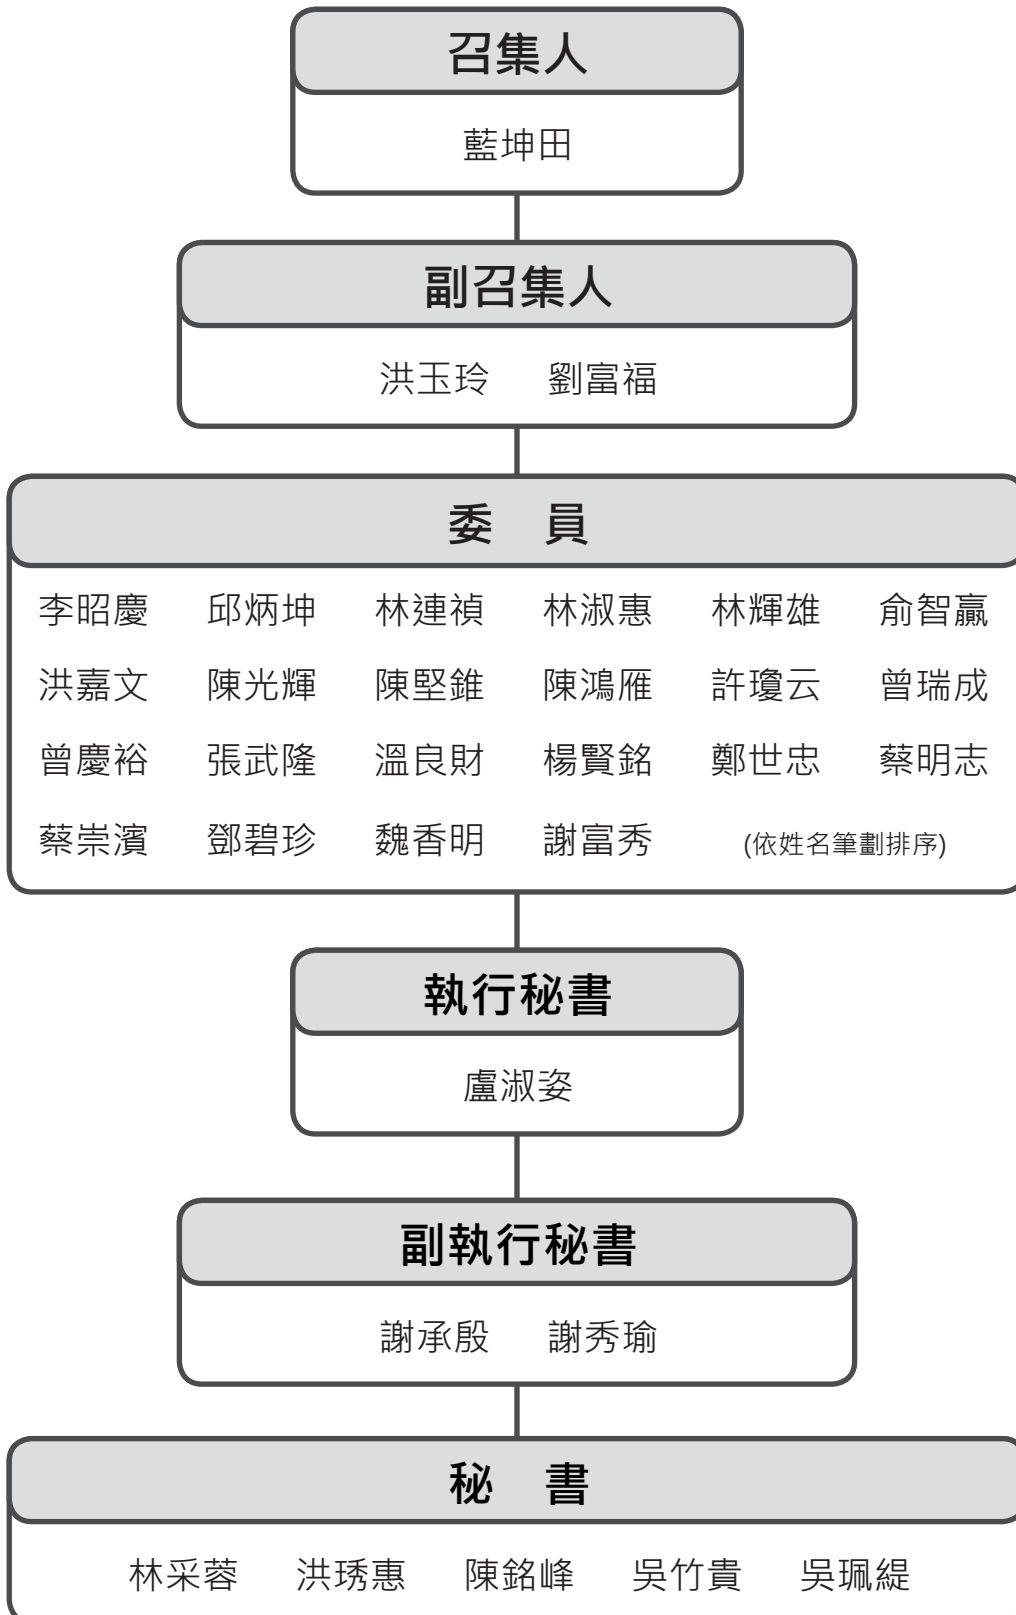 召集人
藍坤田
副召集人
洪玉玲 劉富福
委 員
李昭慶 邱炳坤 林連禎 林淑惠 林輝雄 俞智贏
洪嘉文 陳光輝 陳堅錐 陳鴻雁 許瓊云 曾瑞成
曾慶裕 張武隆 溫良財 楊賢銘 鄭世忠 蔡明志
蔡崇濱 鄧碧珍 魏香明 謝富秀 (依姓名筆劃排序)
執行秘書
盧淑姿
副執行秘書
謝承殷 謝秀瑜
秘 書
林采蓉 洪琇惠 陳銘峰 吳竹貴 吳珮緹